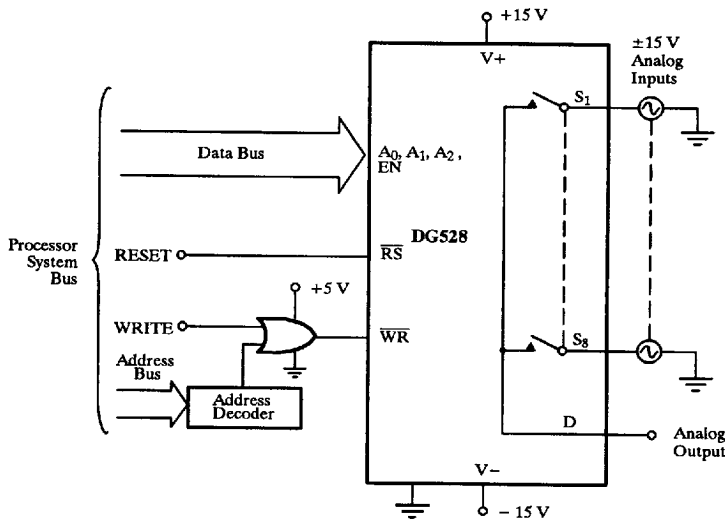 +15 V
V+
±15 V
Analog
Inputs
S1
Data Bus
A0, A1, A2,
EN
Processor
System
Bus
RESET
RS
DG528
+5 V
WRITE
WR
S8
Address
Bus
Address
Decoder
D
Analog
Output
V−
− 15 V